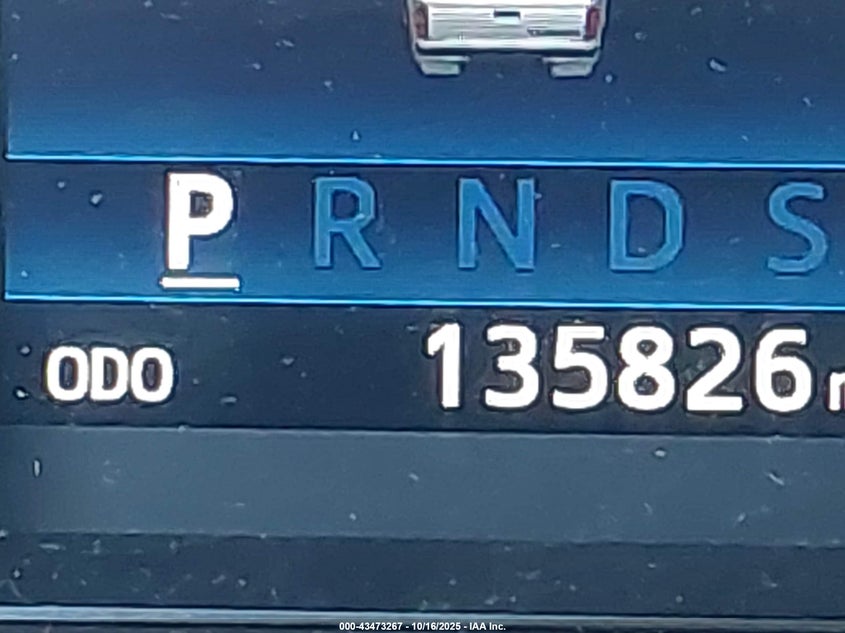 P R N D S
ODO 135826
000-43473267 - 10/16/2025 - IAA Inc.